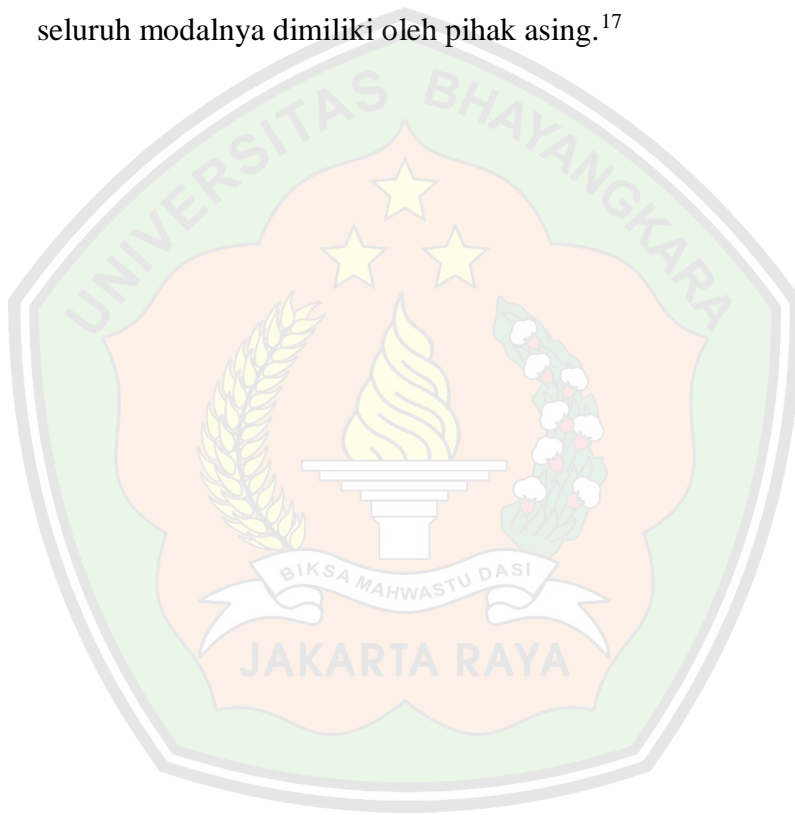 seluruh modalnya dimiliki oleh pihak asing.17
UNIVERSITAS BHAYANGKARA
BIKSA MAHWASTU DASI
JAKARTA RAYA